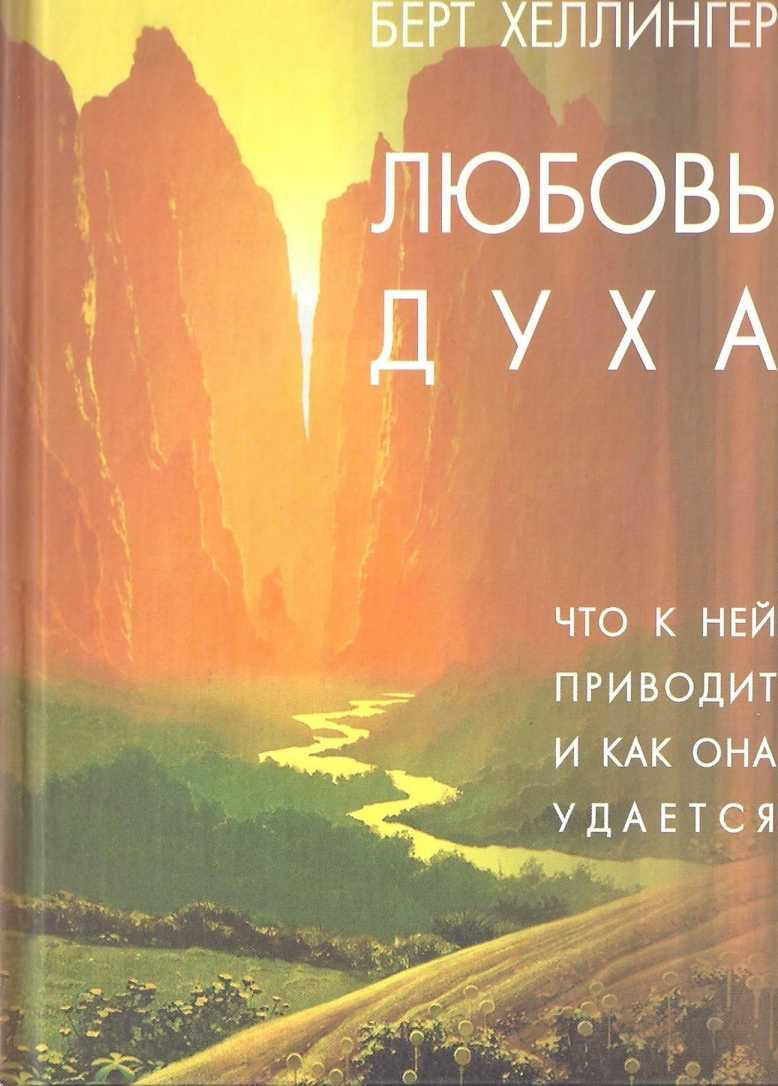 БЕРТ ХЕЛЛИНГЕР
ЛЮБОВЬ
ДУХА
ЧТО К НЕЙ
ПРИВОДИТ
И КАК ОНА
УДАЕТСЯ